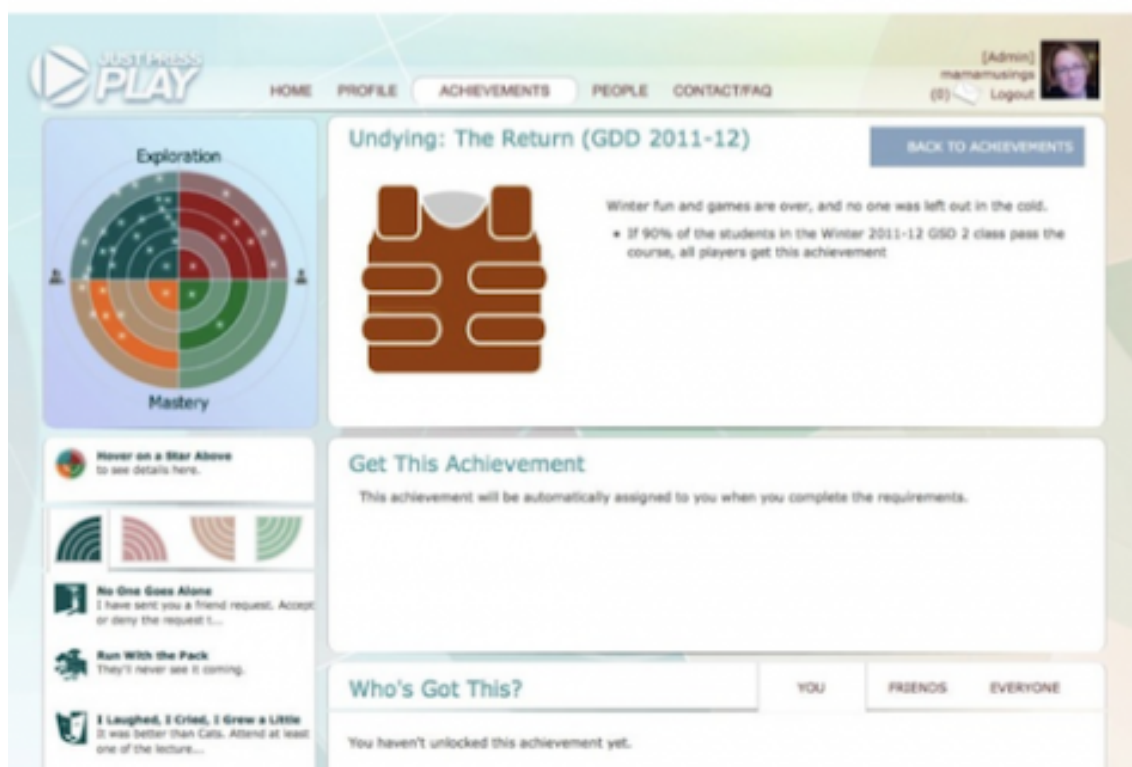 JUST PRESS
PLAY
HOME PROFILE ACHIEVEMENTS PEOPLE CONTACT/FAQ
[Admin]
mamamusings
(0) Logout
Exploration
Mastery
Undying: The Return (GDD 2011-12)
BACK TO ACHIEVEMENTS
Winter fun and games are over, and no one was left out in the cold.
• If 90% of the students in the Winter 2011-12 GSD 2 class pass the
course, all players get this achievement
Hover on a Star Above
to see details here.
No One Goes Alone
I have sent you a friend request. Accept
or deny the request t...
Run With the Pack
They'll never see it coming.
I Laughed, I Cried, I Grew a Little
It was better than Cats. Attend at least
one of the lecture...
Get This Achievement
This achievement will be automatically assigned to you when you complete the requirements.
Who's Got This?
YOU FRIENDS EVERYONE
You haven't unlocked this achievement yet.